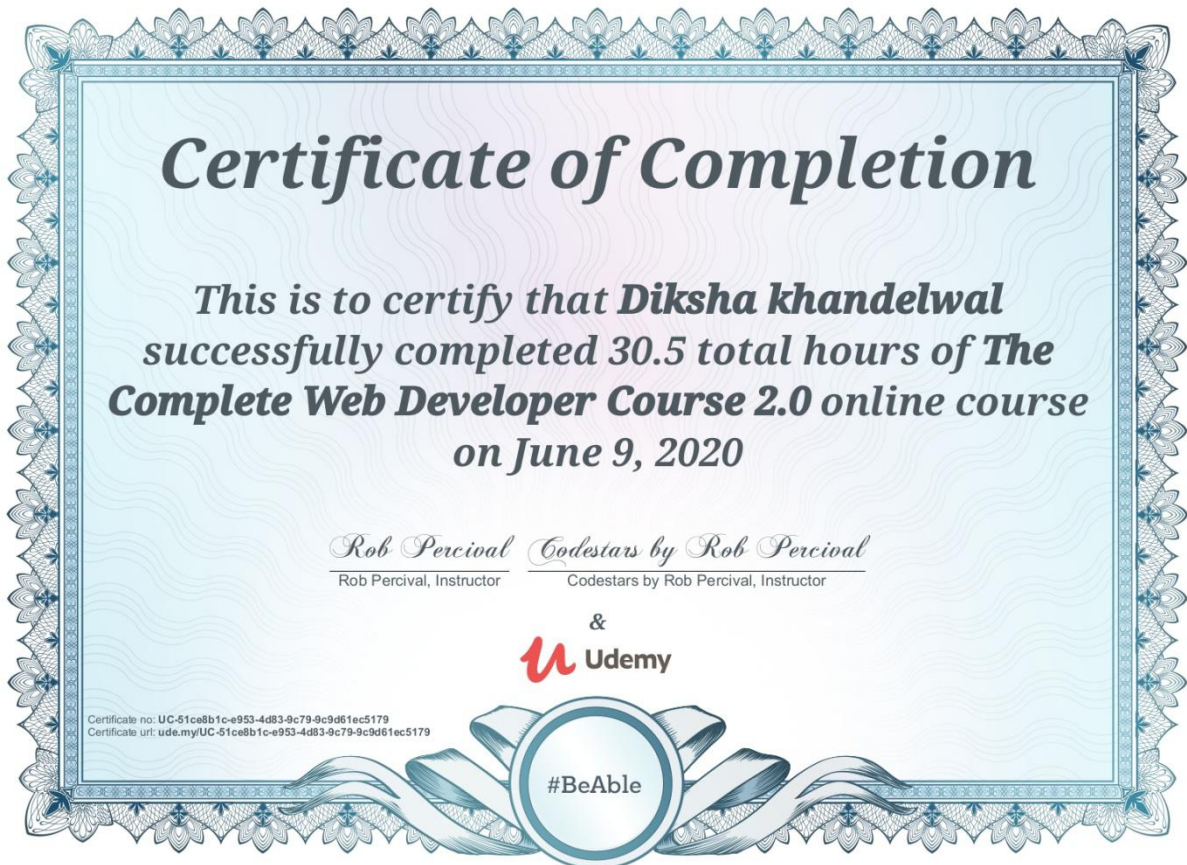 Certificate of Completion
This is to certify that Diksha khandelwal
successfully completed 30.5 total hours of The
Complete Web Developer Course 2.0 online course
on June 9, 2020
Rob Percival Codestars by Rob Percival
Rob Percival, Instructor Codestars by Rob Percival, Instructor
&
Udemy
Certificate no: UC-51ce8b1c-e953-4d83-9c79-9c9d61ec5179
Certificate url: ude.my/UC-51ce8b1c-e953-4d83-9c79-9c9d61ec5179
#BeAble